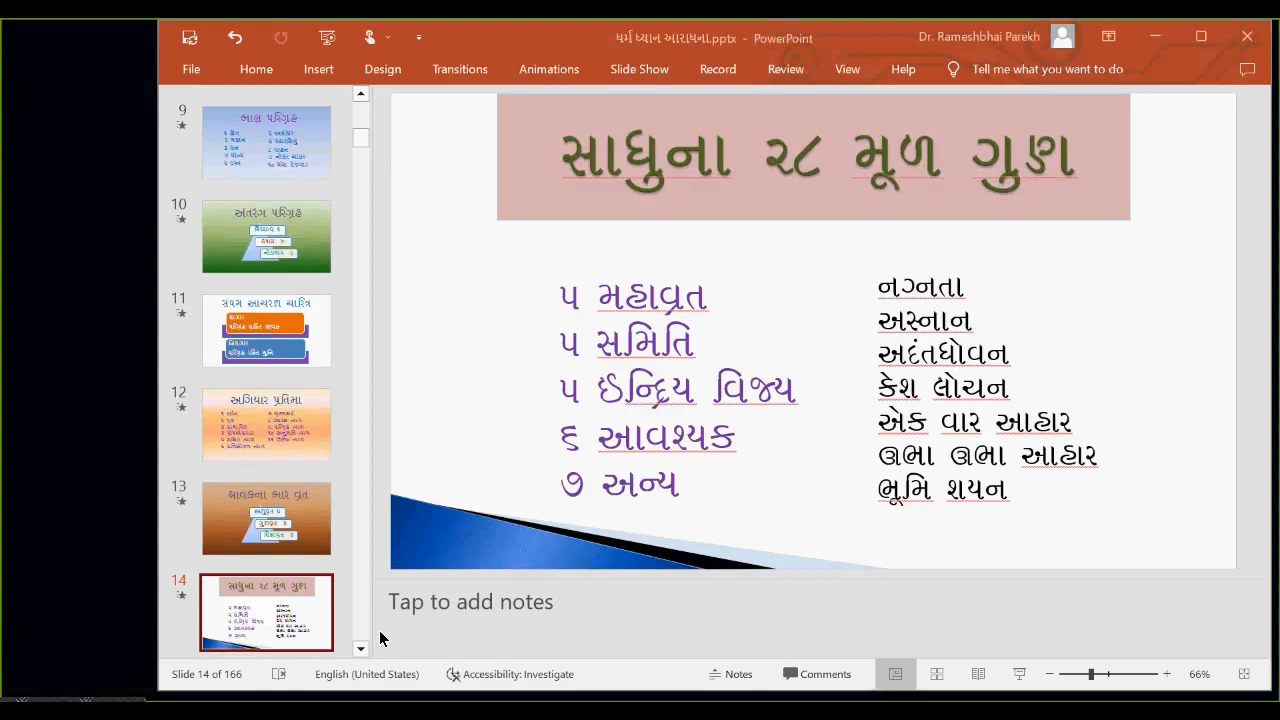 ધર્મ ધ્યાન આરાધના.pptx - PowerPoint
Dr. Rameshbhai Parekh
File Home Insert Design Transitions Animations Slide Show Record Review View Help Tell me what you want to do
9
બાહ્ય પરિગ્રહ
10
અંતરંગ પરિગ્રહ
11
સંયમ આચરણ ચારિત્ર
12
અગિયાર પ્રતિમા
13
શ્રાવકના બાર વ્રત
14
સાધુના ૨૮ મૂળ ગુણ
સાધુના ૨૮ મૂળ ગુણ
૫ મહાવ્રત
૫ સમિતિ
૫ ઈન્દ્રિય વિજ્ય
૬ આવશ્યક
૭ અન્ય
નગ્નતા
અસ્નાન
અદંતધોવન
કેશ લોચન
એક વાર આહાર
ઊભા ઊભા આહાર
ભૂમિ શયન
Tap to add notes
Slide 14 of 166 English (United States) Accessibility: Investigate Notes Comments 66%